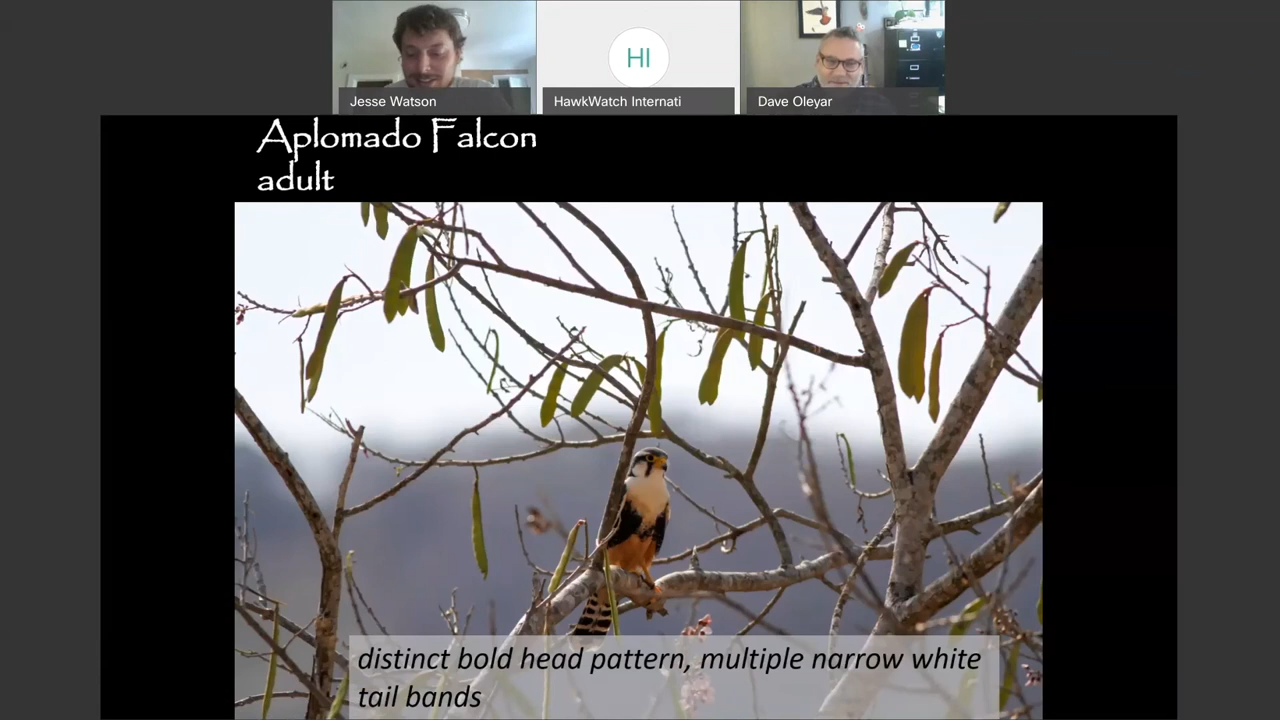 HI
Jesse Watson
HawkWatch Internati
Dave Oleyar
Aplomado Falcon
adult
distinct bold head pattern, multiple narrow white
tail bands